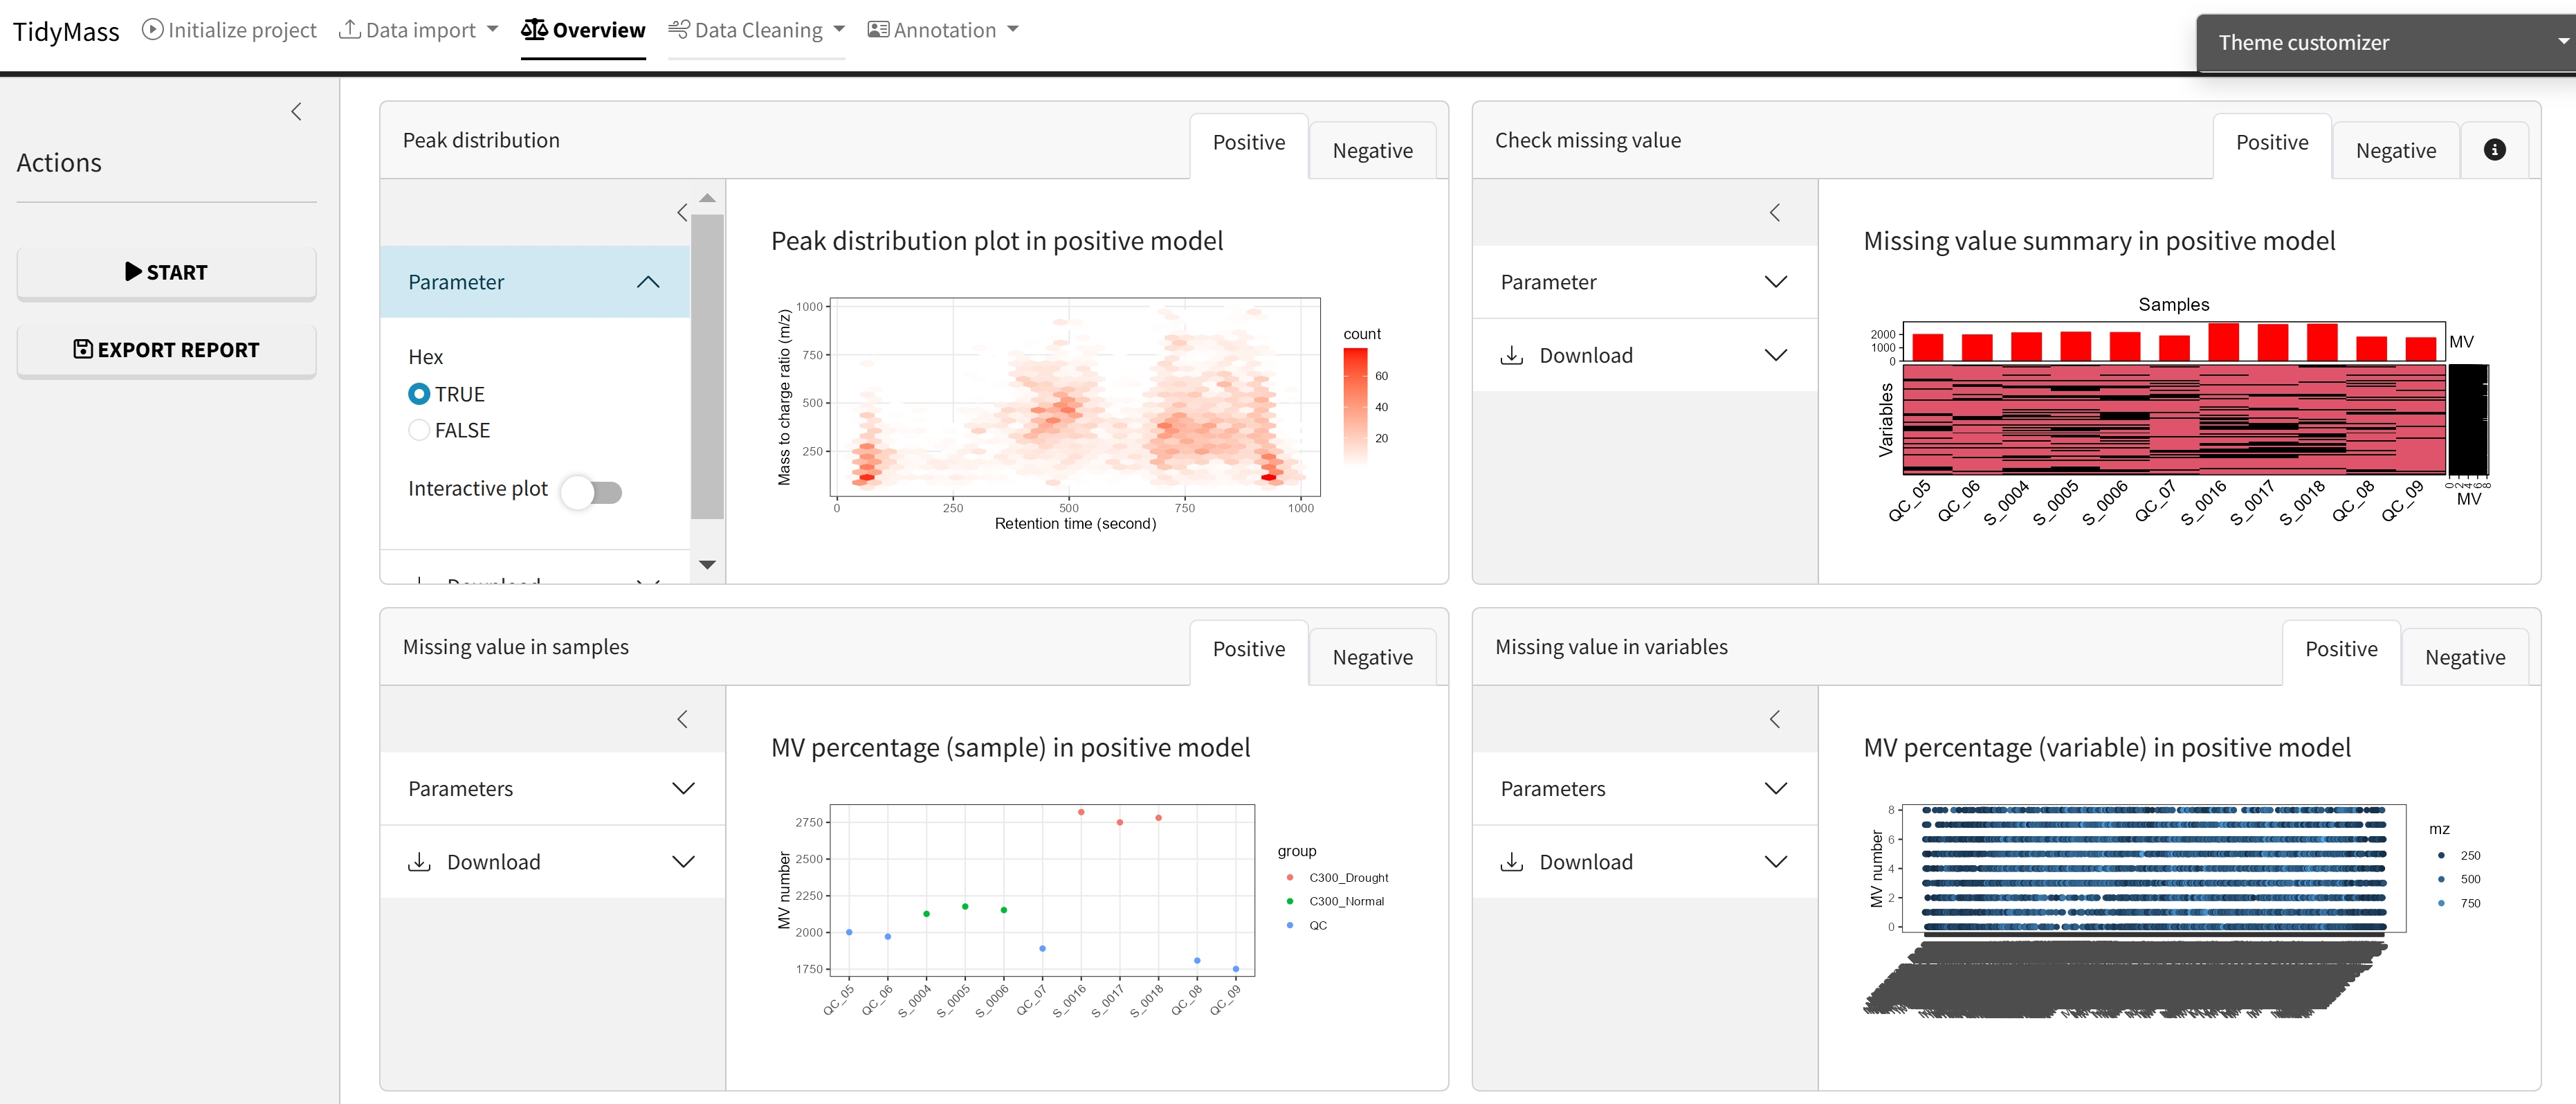 TidyMass Initialize project Data import Overview Data Cleaning Annotation
Theme customizer
Actions
START
EXPORT REPORT
Peak distribution
Positive
Negative
Parameter
Hex
TRUE
FALSE
Interactive plot
Peak distribution plot in positive model
Mass to charge ratio (m/z)
1000
750
500
250
0 250 500 750 1000
Retention time (second)
count
60
40
20
Check missing value
Positive
Negative
Parameter
Download
Missing value summary in positive model
Samples
2000
1000
0
MV
Variables
QC_05 QC_06 S_0004 S_0005 S_0006 QC_07 S_0016 S_0017 S_0018 QC_08 QC_09
0 2 4 6 8
MV
Missing value in samples
Positive
Negative
Parameters
Download
MV percentage (sample) in positive model
MV number
2750
2500
2250
2000
1750
QC_05 QC_06 S_0004 S_0005 S_0006 QC_07 S_0016 S_0017 S_0018 QC_08 QC_09
group
C300_Drought
C300_Normal
QC
Missing value in variables
Positive
Negative
Parameters
Download
MV percentage (variable) in positive model
MV number
8
6
4
2
0
mz
250
500
750